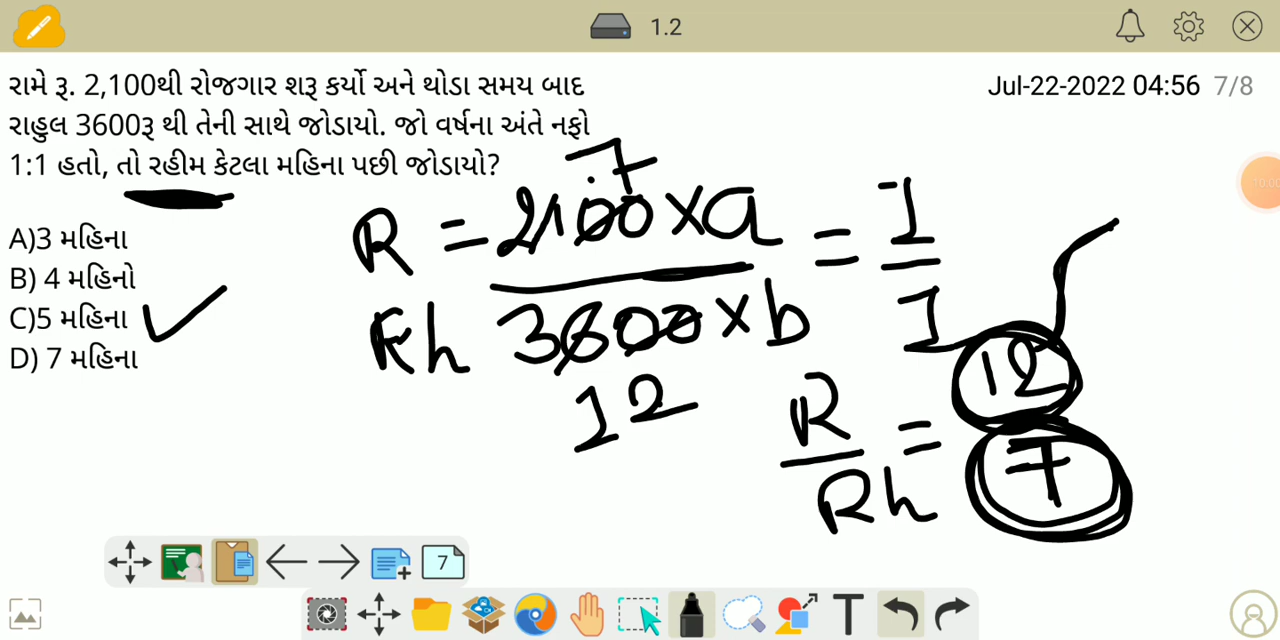 1.2
Jul-22-2022 04:56 7/8
રામે રૂ. 2,100થી રોજગાર શરૂ કર્યો અને થોડા સમય બાદ
રાહુલ 3600રૂ થી તેની સાથે જોડાયો. જો વર્ષના અંતે નફો
1:1 હતો, તો રહીમ કેટલા મહિના પછી જોડાયો?
A)3 મહિના
B) 4 મહિનો
C)5 મહિના
D) 7 મહિના
7
R = 2100 x a = 1
Rh 3600 x b 1
12
R = 12
Rh 7
10:00
7
T